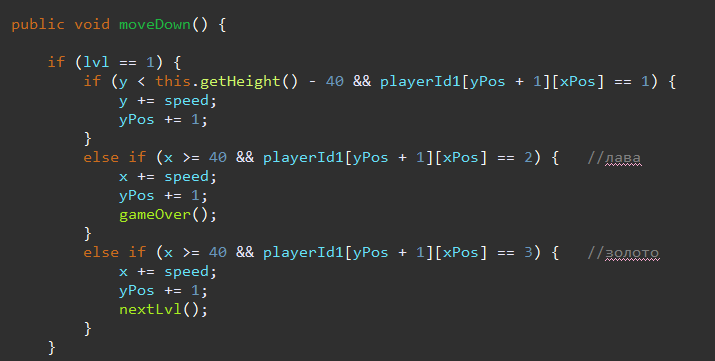 public void moveDown() {
if (lvl == 1) {
if (y < this.getHeight() - 40 && playerId1[yPos + 1][xPos] == 1) {
y += speed;
yPos += 1;
}
else if (x >= 40 && playerId1[yPos + 1][xPos] == 2) { //лава
x += speed;
yPos += 1;
gameOver();
}
else if (x >= 40 && playerId1[yPos + 1][xPos] == 3) { //золото
x += speed;
yPos += 1;
nextLvl();
}
}